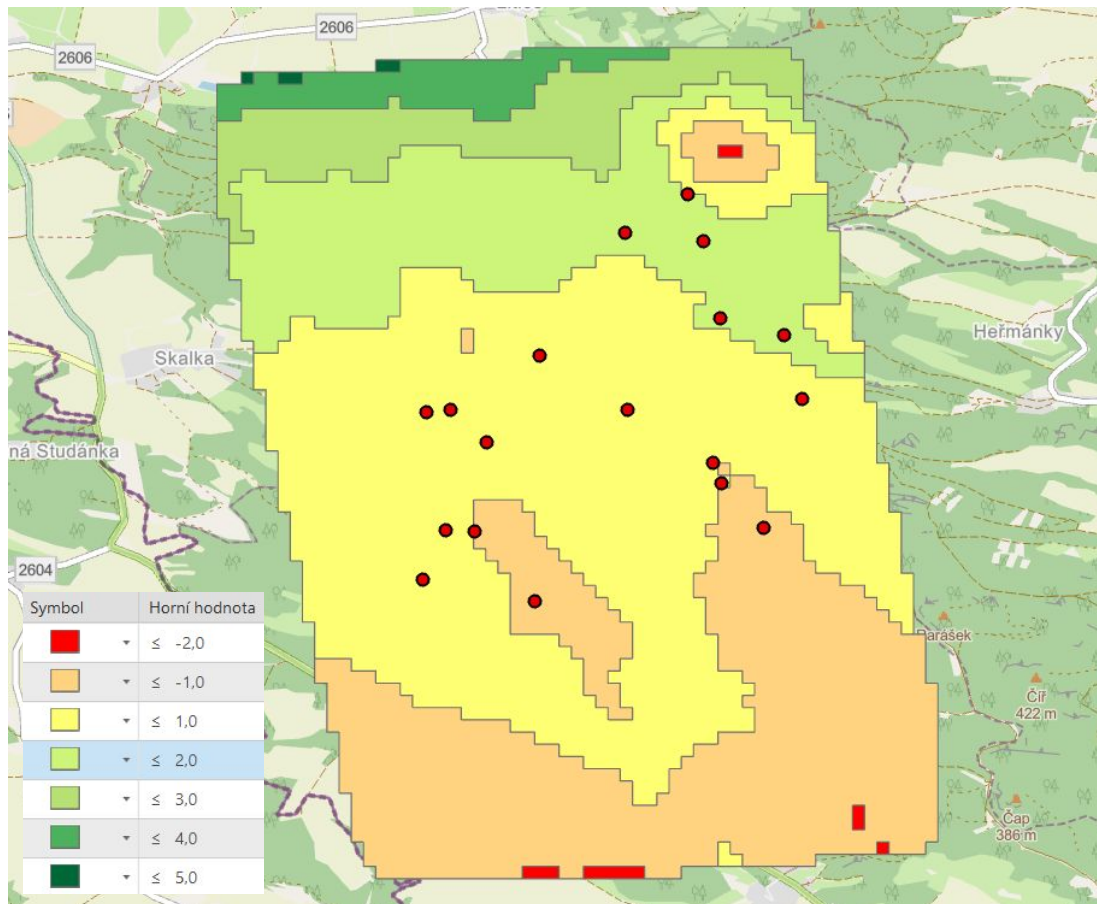 2606
2606
Heřmánky
Skalka
ná Studánka
2604
Symbol Horní hodnota
≤ -2,0
≤ -1,0
≤ 1,0
≤ 2,0
≤ 3,0
≤ 4,0
≤ 5,0
Parášek
Číř
422 m
Čap
386 m